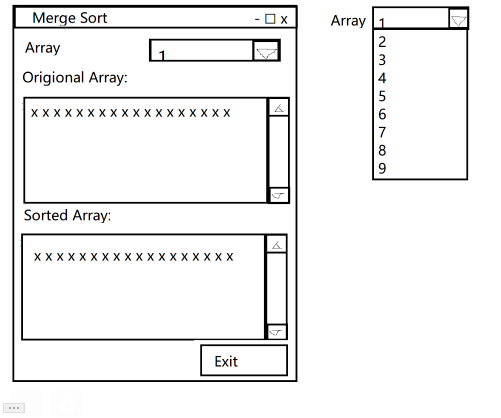 Merge Sort - □ x
Array 1
Origional Array:
x x x x x x x x x x x x x x x x x x
Sorted Array:
x x x x x x x x x x x x x x x x x x
Exit
Array 1
2
3
4
5
6
7
8
9